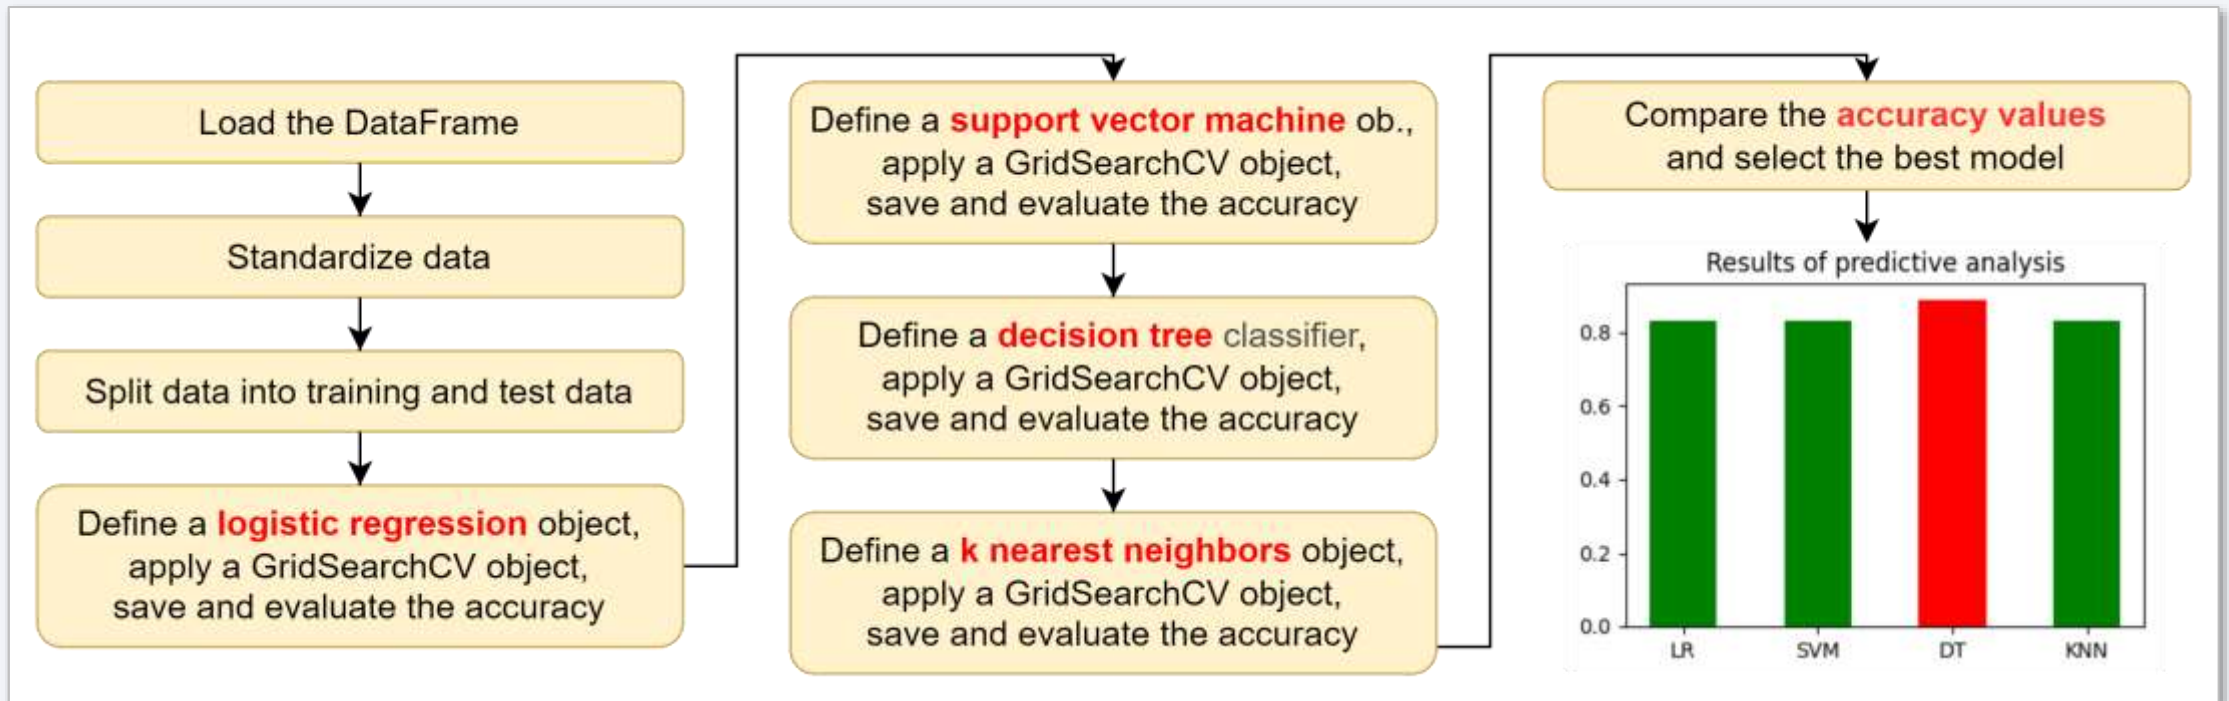 Load the DataFrame
Standardize data
Split data into training and test data
Define a logistic regression object,
apply a GridSearchCV object,
save and evaluate the accuracy
Define a support vector machine ob.,
apply a GridSearchCV object,
save and evaluate the accuracy
Define a decision tree classifier,
apply a GridSearchCV object,
save and evaluate the accuracy
Define a k nearest neighbors object,
apply a GridSearchCV object,
save and evaluate the accuracy
Compare the accuracy values
and select the best model
Results of predictive analysis
0.8
0.6
0.4
0.2
0.0
LR SVM DT KNN